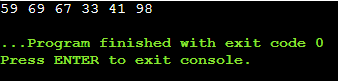 59 69 67 33 41 98
...Program finished with exit code 0
Press ENTER to exit console.